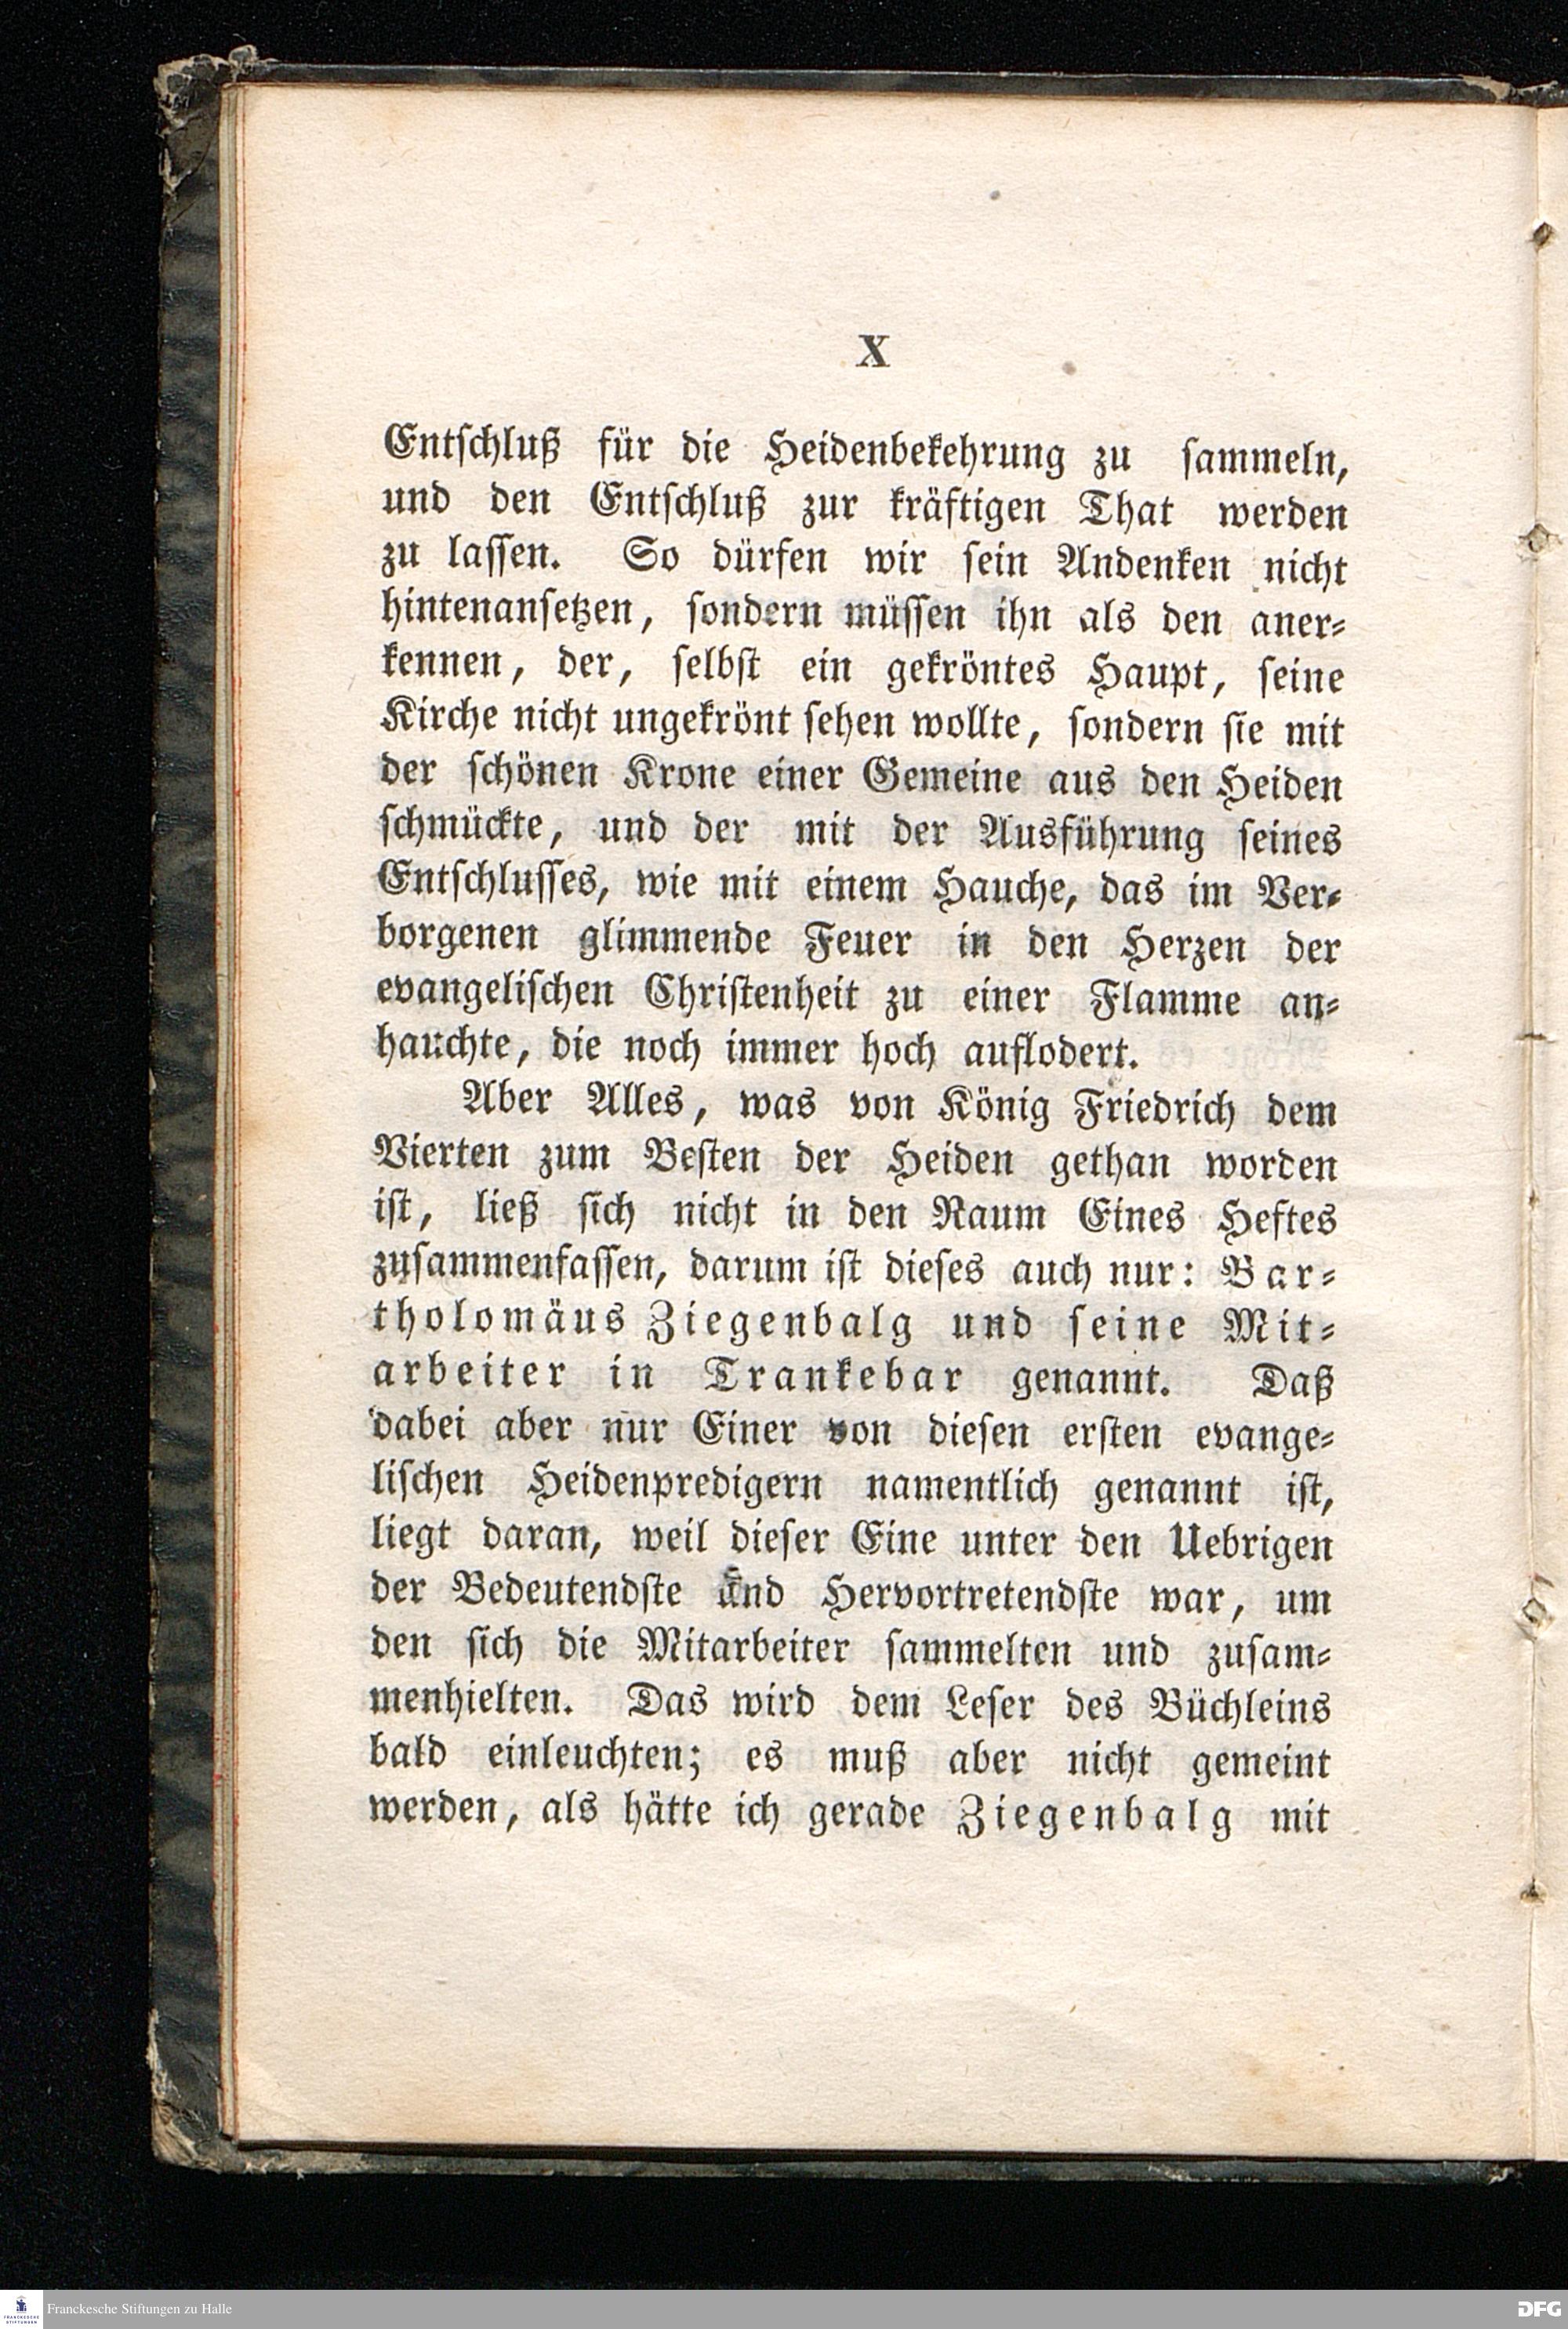 X
Entschluß für die Heidenbekehrung zu sammeln,
und den Entschluß zur kräftigen That werden
zu lassen. So dürfen wir sein Andenken nicht
hintenansetzen, sondern müssen ihn als den aner-
kennen, der, selbst ein gekröntes Haupt, seine
Kirche nicht ungekrönt sehen wollte, sondern sie mit
der schönen Krone einer Gemeine aus den Heiden
schmückte, und der mit der Ausführung seines
Entschlusses, wie mit einem Hauche, das im Ver-
borgenen glimmende Feuer in den Herzen der
evangelischen Christenheit zu einer Flamme an-
hauchte, die noch immer hoch auflodert.
Aber Alles, was von König Friedrich dem
Vierten zum Besten der Heiden gethan worden
ist, ließ sich nicht in den Raum Eines Heftes
zusammenfassen, darum ist dieses auch nur: Bar-
tholomäus Ziegenbalg und seine Mit-
arbeiter in Trankebar genannt. Daß
dabei aber nur Einer von diesen ersten evange-
lischen Heidenpredigern namentlich genannt ist,
liegt daran, weil dieser Eine unter den Uebrigen
der Bedeutendste und Hervortretendste war, um
den sich die Mitarbeiter sammelten und zusam-
menhielten. Das wird dem Leser des Büchleins
bald einleuchten; es muß aber nicht gemeint
werden, als hätte ich gerade Ziegenbalg mit
FRANCKESCHE STIFTUNGEN
Franckesche Stiftungen zu Halle
DFG